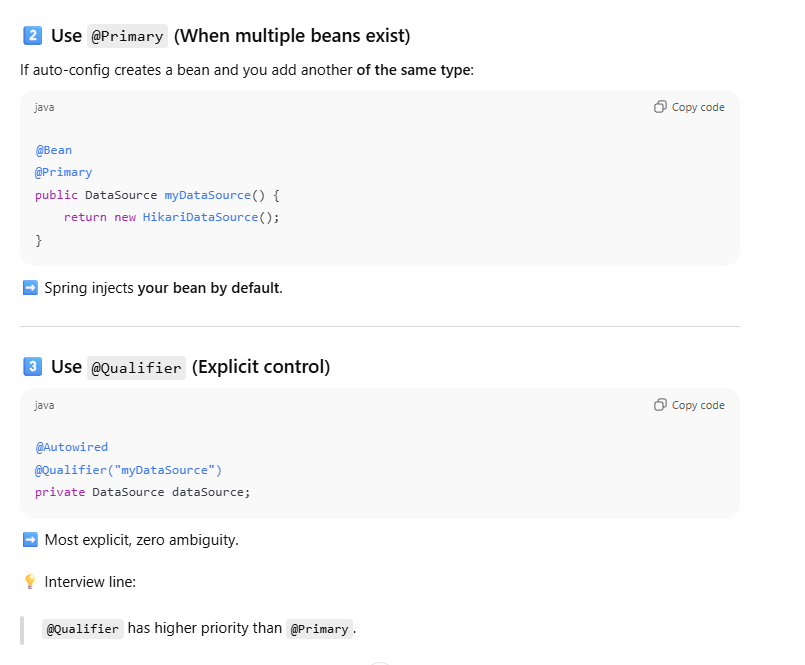 2 Use @Primary (When multiple beans exist)
If auto-config creates a bean and you add another of the same type:
java Copy code
@Bean
@Primary
public DataSource myDataSource() {
    return new HikariDataSource();
}
➡ Spring injects your bean by default.
3 Use @Qualifier (Explicit control)
java Copy code
@Autowired
@Qualifier("myDataSource")
private DataSource dataSource;
➡ Most explicit, zero ambiguity.
💡 Interview line:
@Qualifier has higher priority than @Primary.